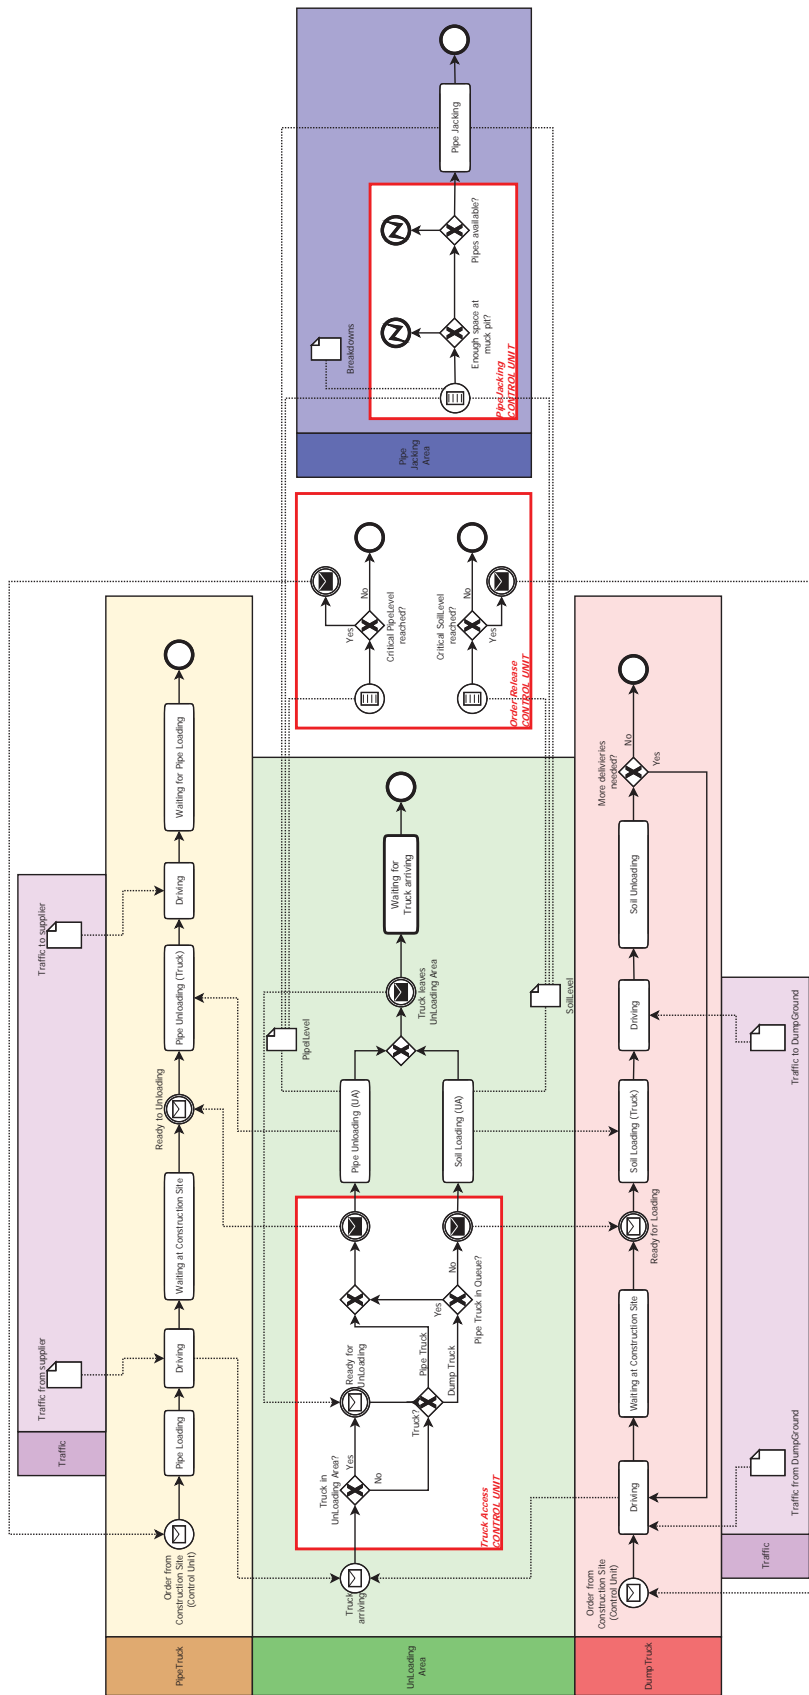 Traffic
Traffic from supplier
Traffic to supplier
PipeTruck
Order from
Construction Site
(Control Unit)
Pipe Loading
Driving
Waiting at Construction Site
Ready to Unloading
Pipe Unloading (Truck)
Driving
Waiting for Pipe Loading
UnLoading
Area
Truck
arriving
Truck in
UnLoading Area?
Yes
No
Ready for
UnLoading
Truck?
Pipe Truck
Dump Truck
Yes
No
Pipe Truck in Queue?
Truck Access
CONTROL UNIT
Pipe Unloading (UA)
Soil Loading (UA)
PipelLevel
Truck leaves
UnLoading Area
Waiting for
Truck arriving
SoilLevel
Yes
No
Critical PipeLevel
reached?
Critical SoilLevel
reached?
No
Yes
Order Release
CONTROL UNIT
Pipe
Jacking
Area
Breakdowns
Enough space at
muck pit?
Pipes available?
PipeJacking
CONTROL UNIT
Pipe Jacking
DumpTruck
Order from
Construction Site
(Control Unit)
Driving
Waiting at Construction Site
Ready for Loading
Soil Loading (Truck)
Driving
Soil Unloading
More delivieries
needed?
No
Yes
Traffic
Traffic from DumpGround
Traffic to DumpGround